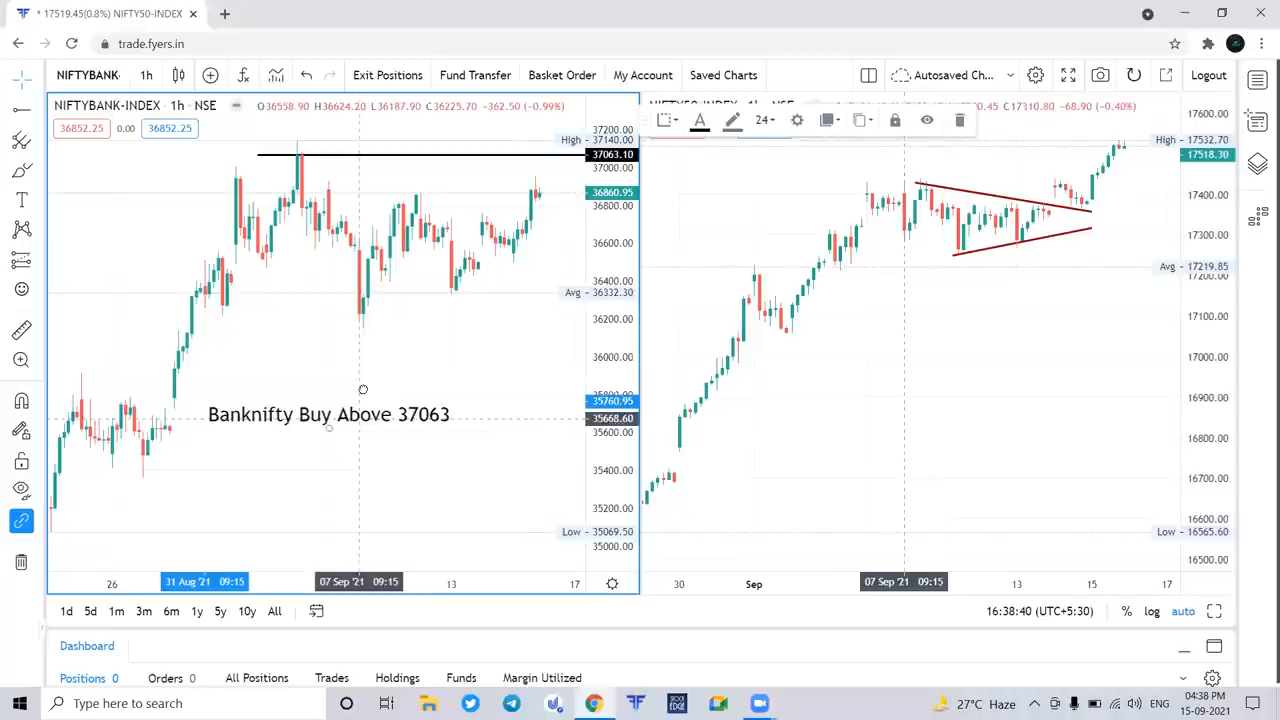 * 17519.45(0.8%) NIFTY50-INDEX
trade.fyers.in
NIFTYBANK- 1h Exit Positions Fund Transfer Basket Order My Account Saved Charts Autosaved Ch... Logout
NIFTYBANK-INDEX · 1h · NSE O36558.90 H36624.20 L36187.90 C36225.70 -362.50 (-0.99%)
-68.90 (-0.40%)
36852.25 0.00 36852.25
24
37200.00
High 37140.00
37063.10
37000.00
36860.95
36800.00
36600.00
36400.00
Avg 36332.30
36200.00
36000.00
35760.95
35668.60
35600.00
35400.00
35200.00
Low 35069.50
35000.00
Banknifty Buy Above 37063
17600.00
High 17532.70
17518.30
17400.00
17300.00
Avg 17219.85
17200.00
17100.00
17000.00
16900.00
16800.00
16700.00
16600.00
Low 16565.60
16500.00
26 31 Aug '21 09:15 07 Sep '21 09:15 13 17
30 Sep 07 Sep '21 09:15 13 15 17
1d 5d 1m 3m 6m 1y 5y 10y All
16:38:40 (UTC+5:30) % log auto
Dashboard
Positions 0 Orders 0 All Positions Trades Holdings Funds Margin Utilized
Type here to search
27°C Haze ENG 04:38 PM
15-09-2021